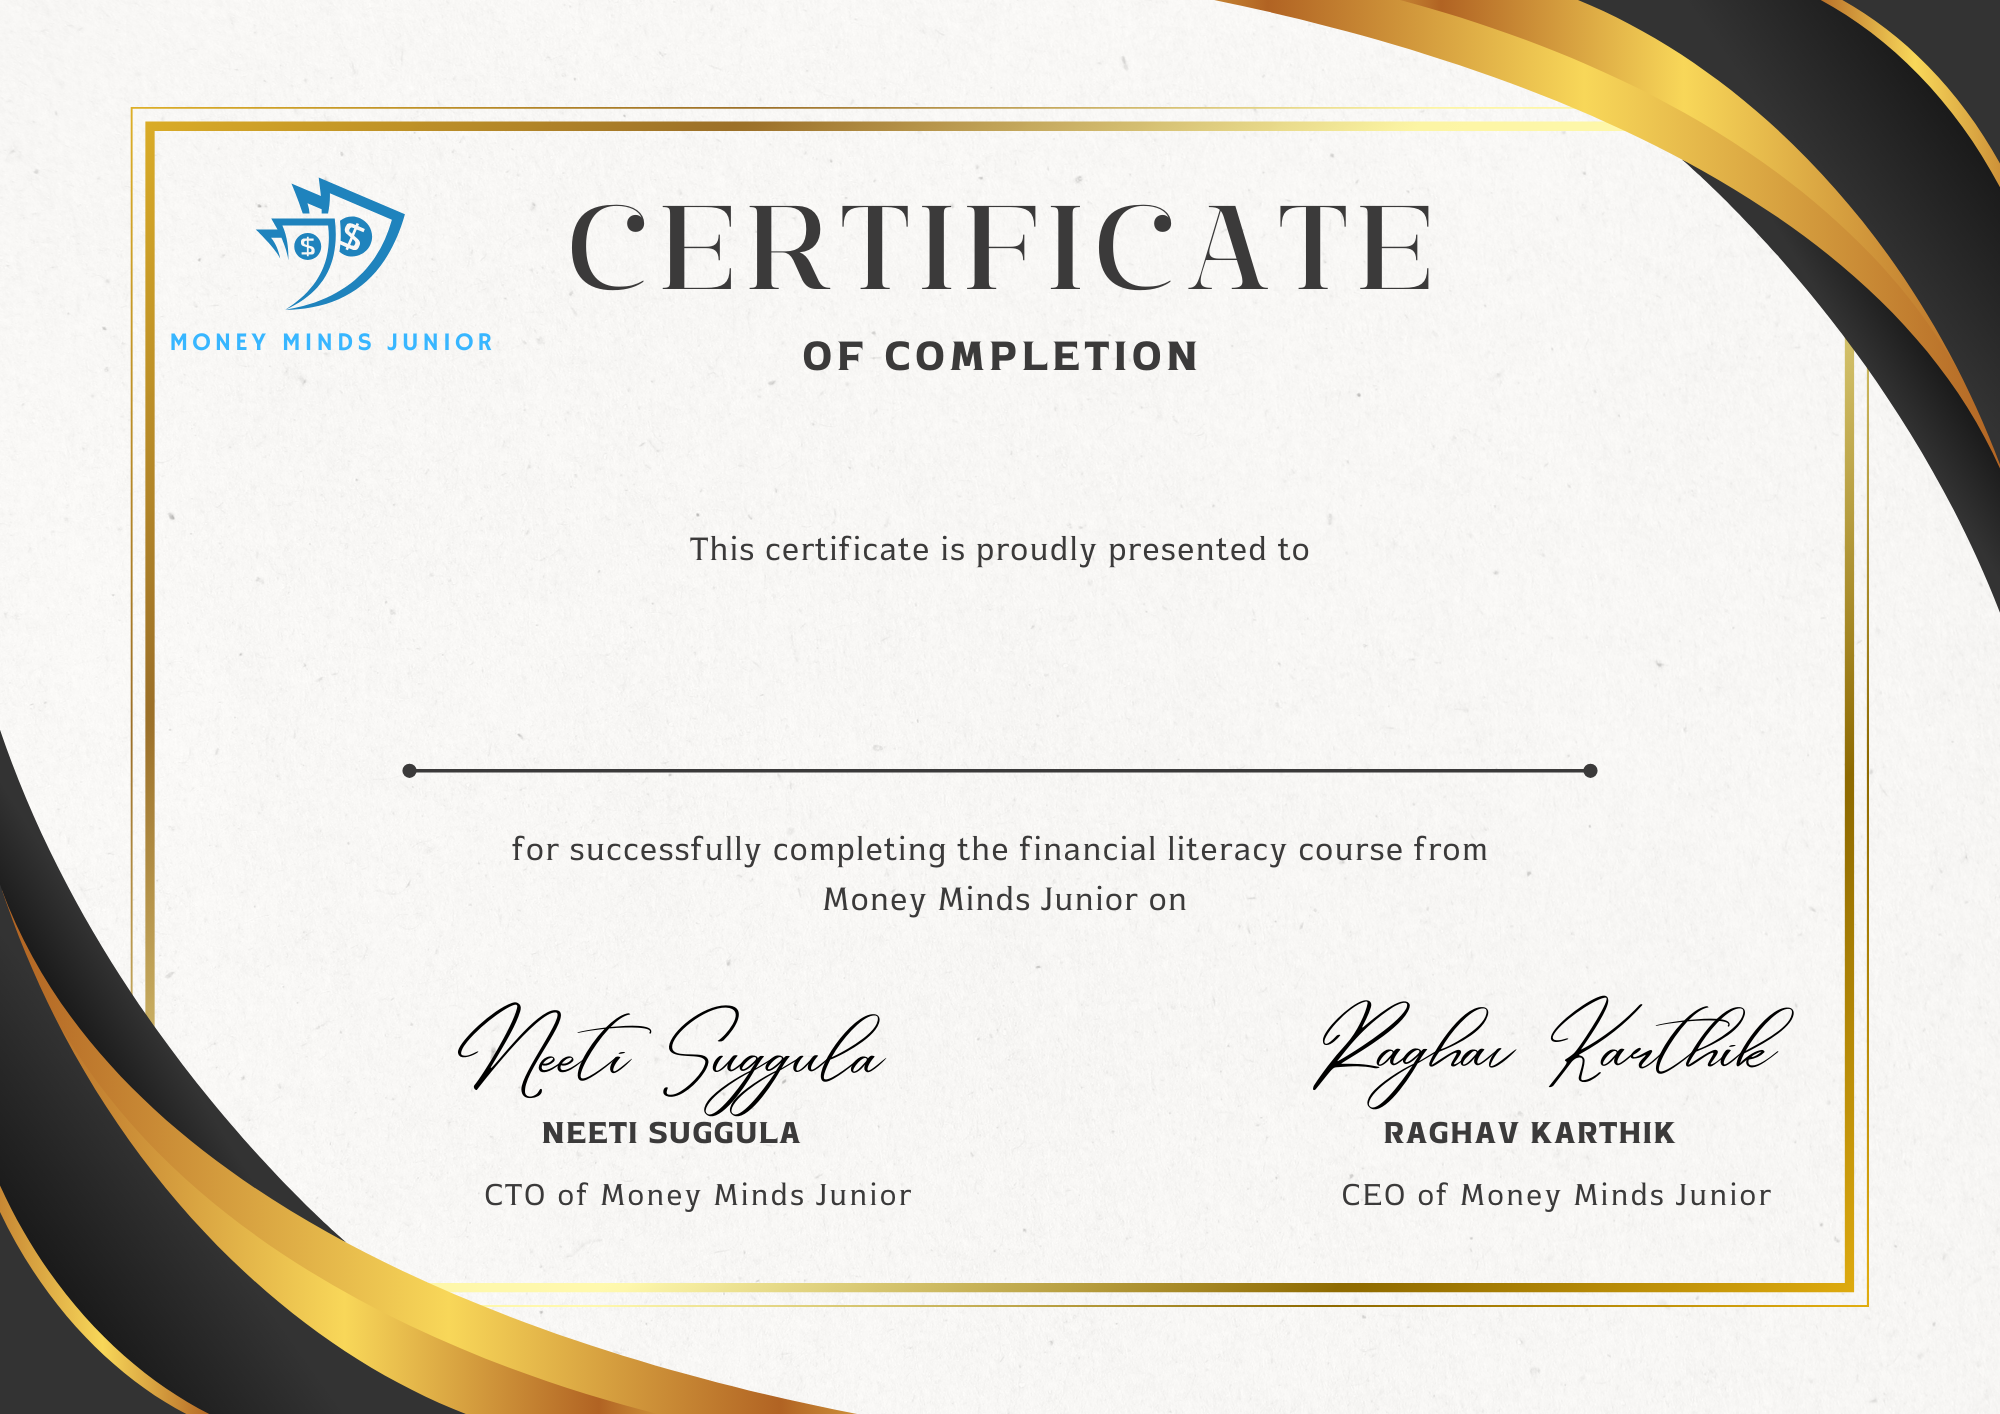 MONEY MINDS JUNIOR
CERTIFICATE
OF COMPLETION
This certificate is proudly presented to
for successfully completing the financial literacy course from
Money Minds Junior on
Neeti Suggula
NEETI SUGGULA
CTO of Money Minds Junior
Raghav Karthik
RAGHAV KARTHIK
CEO of Money Minds Junior